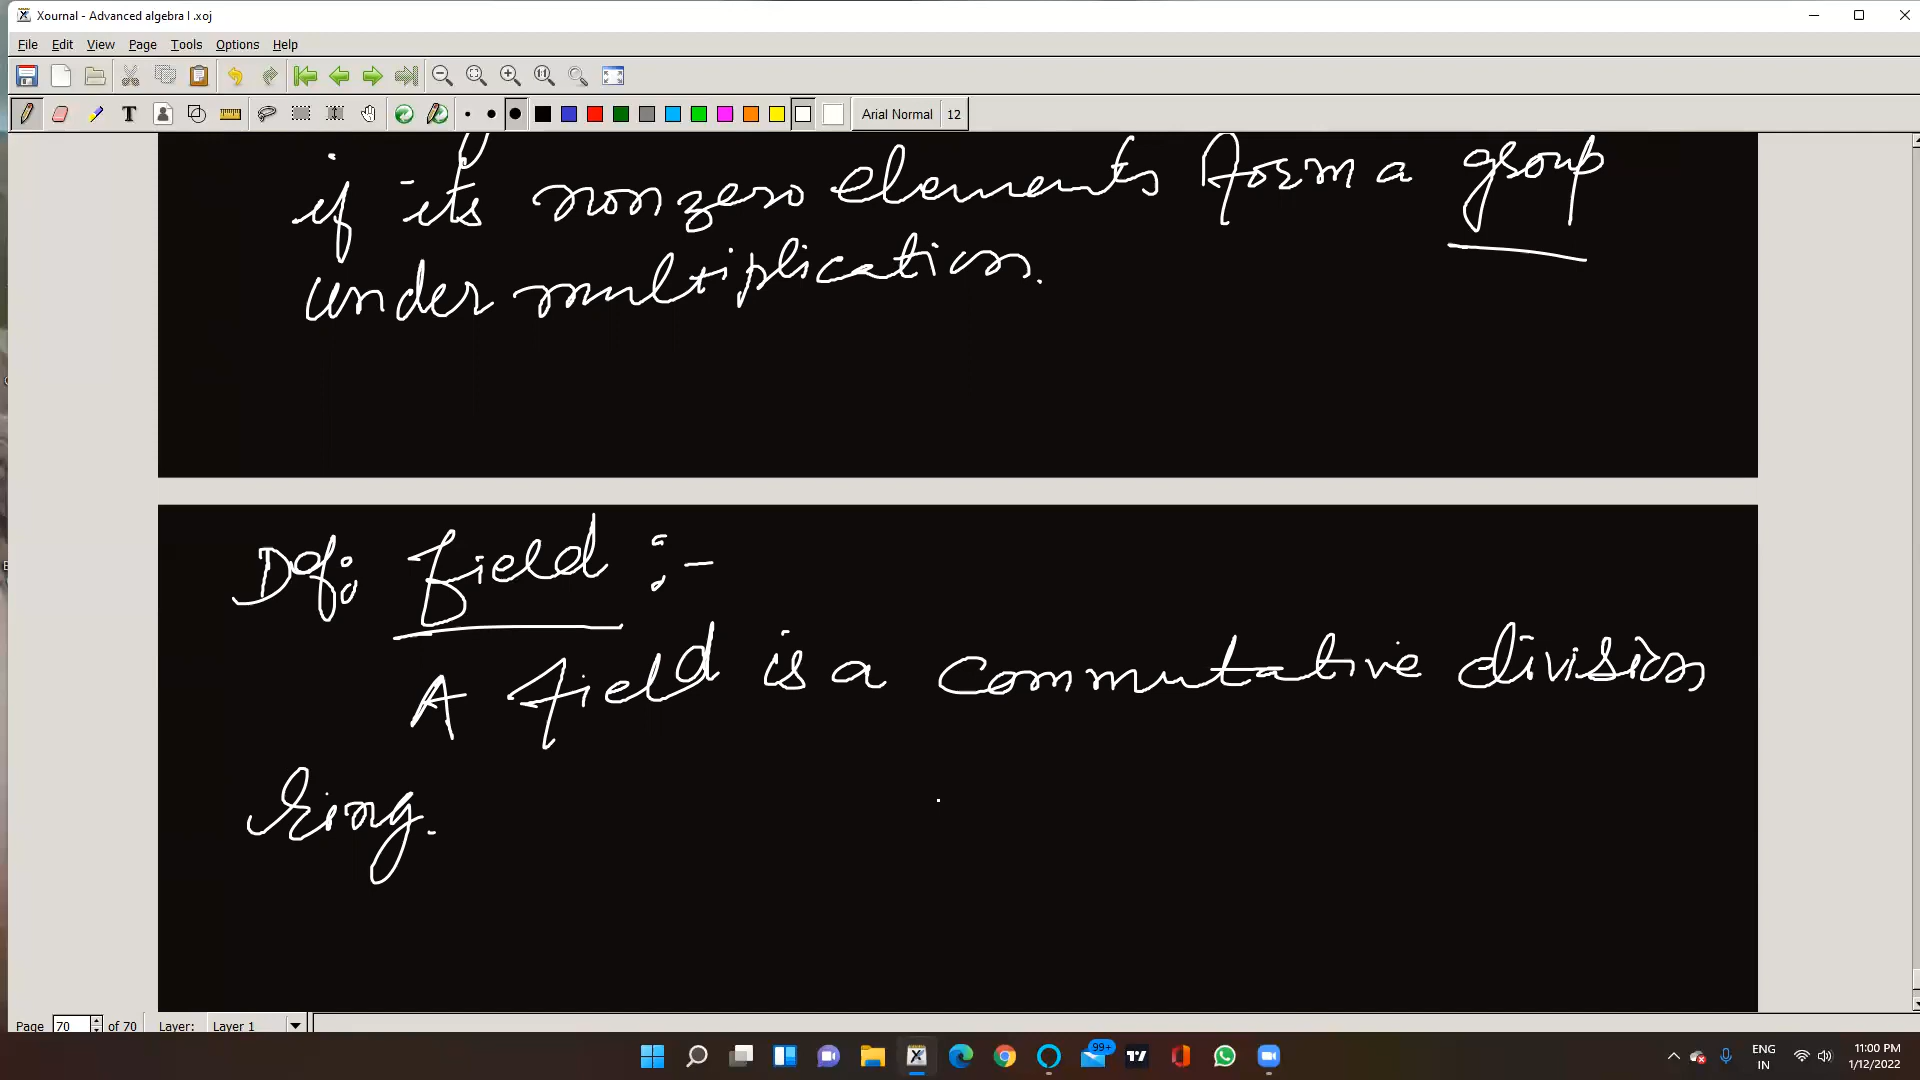 Xournal - Advanced algebra I .xoj
File Edit View Page Tools Options Help
Arial Normal 12
if its nonzero elements form a group
under multiplication.
Def: field :-
A field is a commutative division
ring.
Page 70 of 70 Layer: Layer 1
99+
ENG
IN
11:00 PM
1/12/2022